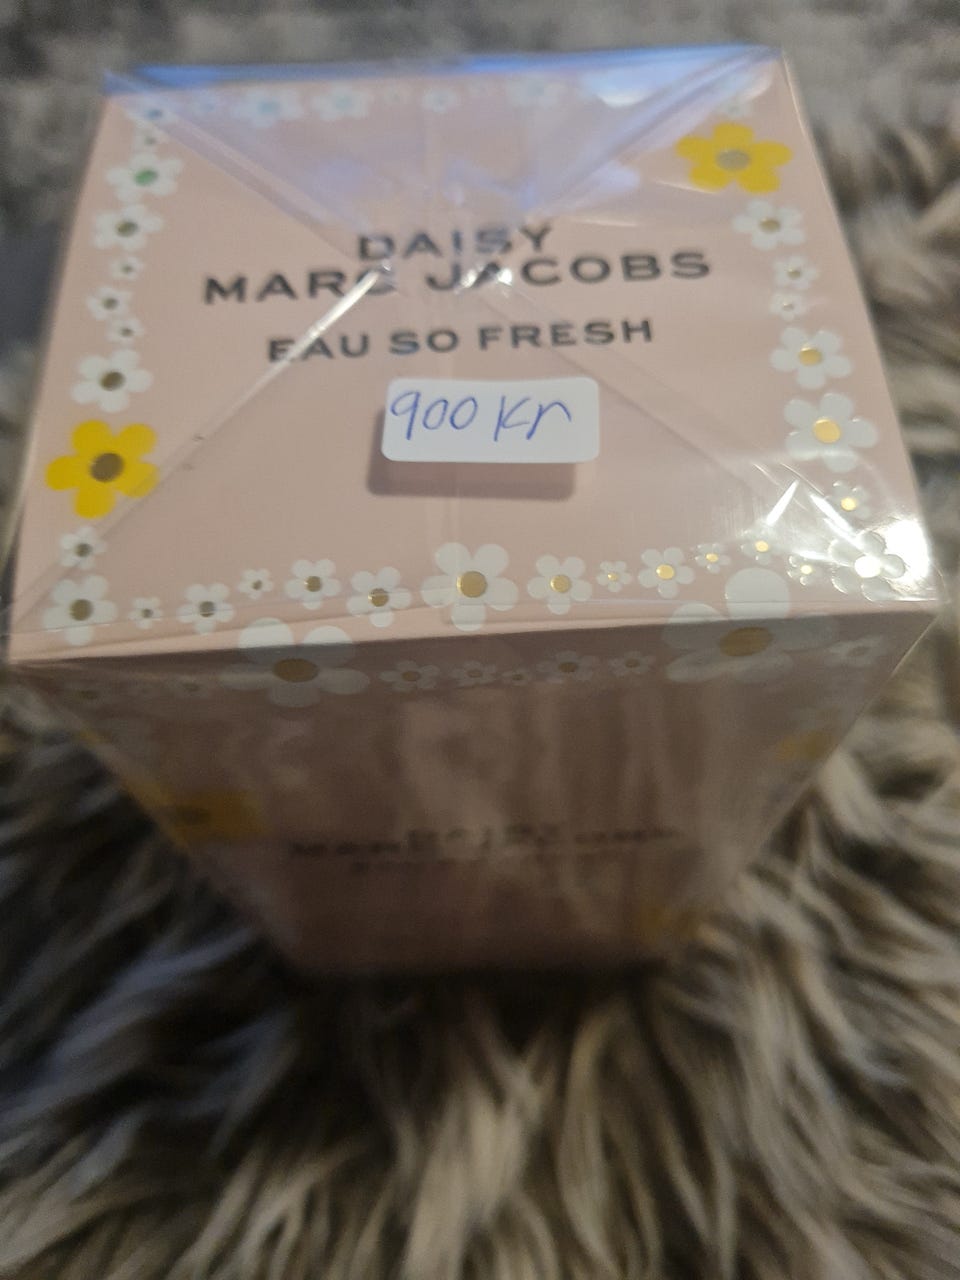 DAISY
MARC JACOBS
EAU SO FRESH
900 Kr